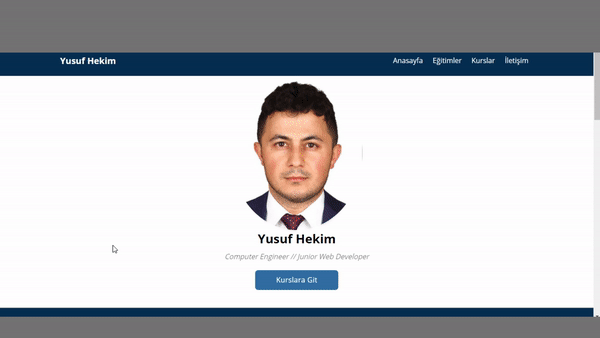 Yusuf Hekim
Anasayfa Eğitimler Kurslar İletişim
Yusuf Hekim
Computer Engineer // Junior Web Developer
Kurslara Git